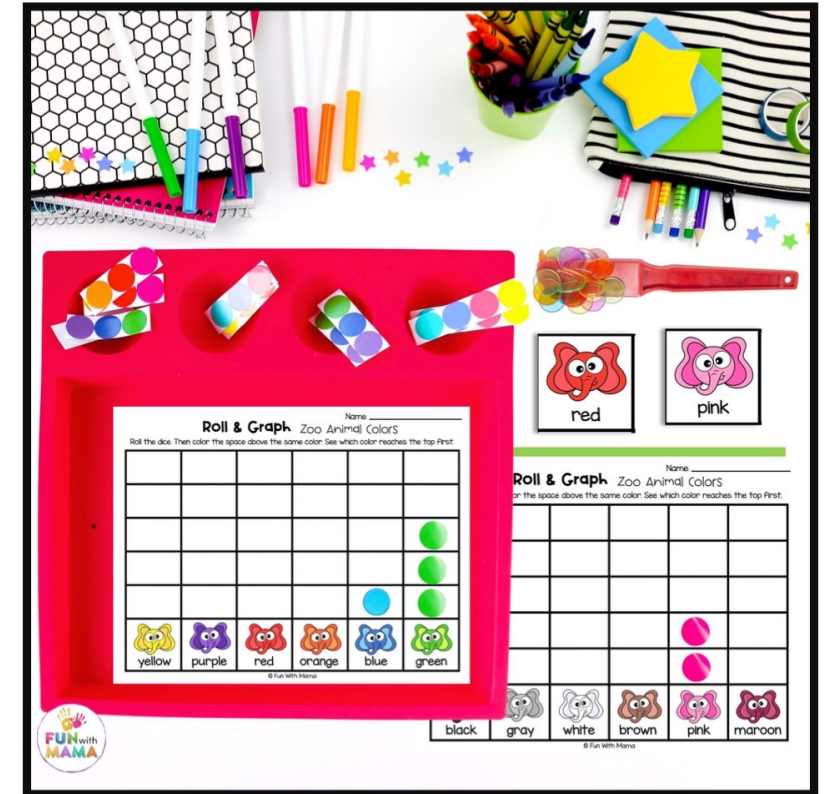 red
pink
Name
Roll & Graph Zoo Animal Colors
Roll the dice. Then color the space above the same color. See which color reaches the top first.
yellow purple red orange blue green
© Fun With Mama
Name
Roll & Graph Zoo Animal Colors
or the space above the same color. See which color reaches the top first.
black gray white brown pink maroon
© Fun With Mama
FUN with
MAMA